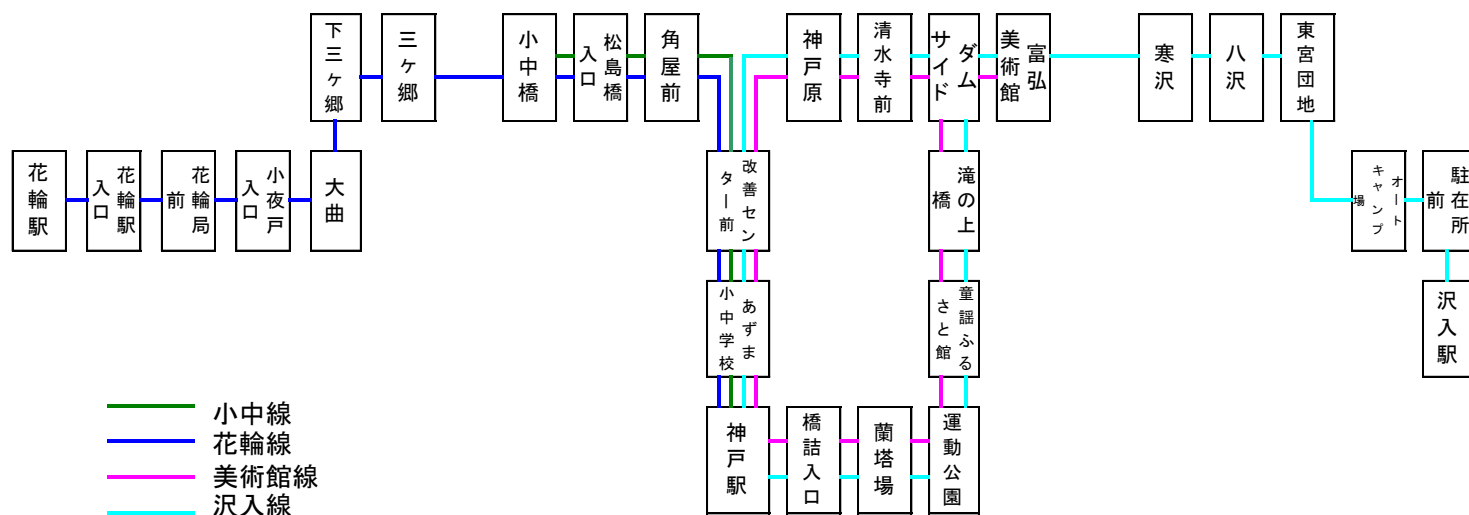 下三ヶ郷
三ヶ郷
小中橋
松島橋
入口
角屋前
神戸原
清水寺前
ダム
サイド
富弘
美術館
寒沢
八沢
東宮団地
花輪駅
花輪駅
入口
花輪局
前
小夜戸
入口
大曲
改善セン
ター前
滝の上
橋
オート
キャンプ
場
駐在所
前
あずま
小中学校
童謡ふる
さと館
沢入駅
神戸駅
橋詰入口
蘭塔場
運動公園
小中線
花輪線
美術館線
沢入線